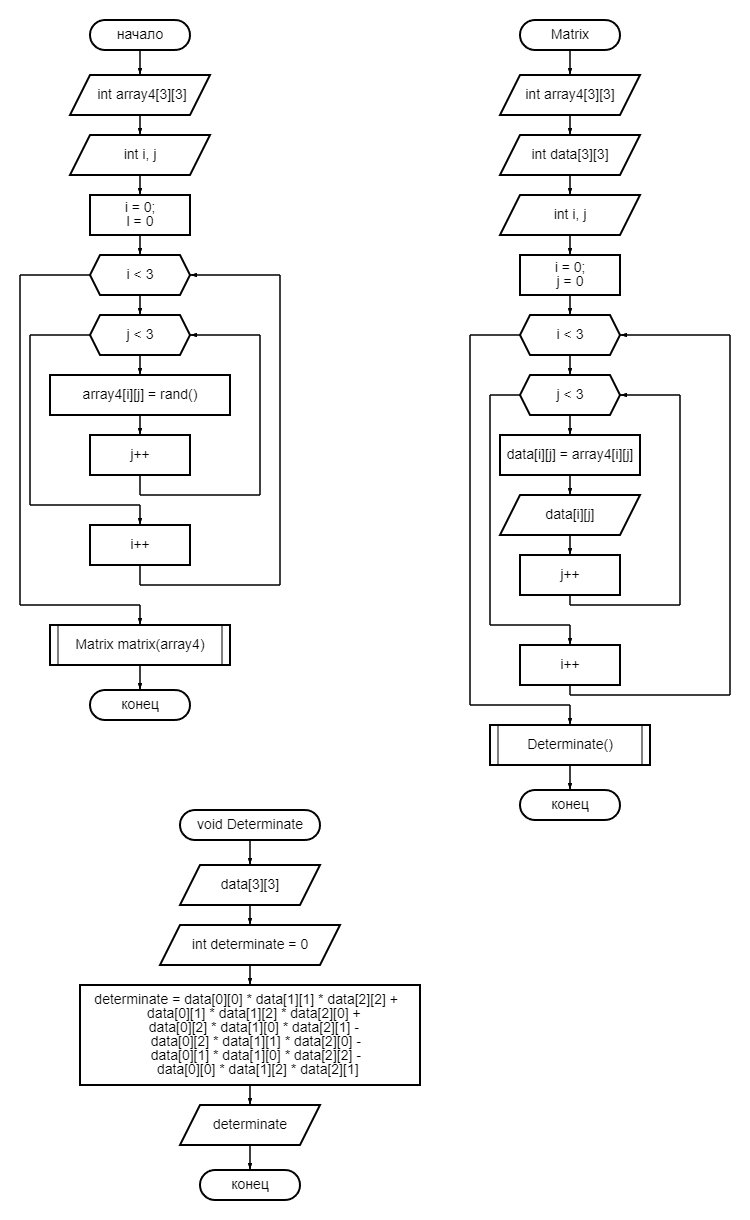 начало
int array4[3][3]
int i, j
i = 0;
I = 0
i < 3
j < 3
array4[i][j] = rand()
j++
i++
Matrix matrix(array4)
конец
Matrix
int array4[3][3]
int data[3][3]
int i, j
i = 0;
j = 0
i < 3
j < 3
data[i][j] = array4[i][j]
data[i][j]
j++
i++
Determinate()
конец
void Determinate
data[3][3]
int determinate = 0
determinate = data[0][0] * data[1][1] * data[2][2] +
data[0][1] * data[1][2] * data[2][0] +
data[0][2] * data[1][0] * data[2][1] -
data[0][2] * data[1][1] * data[2][0] -
data[0][1] * data[1][0] * data[2][2] -
data[0][0] * data[1][2] * data[2][1]
determinate
конец